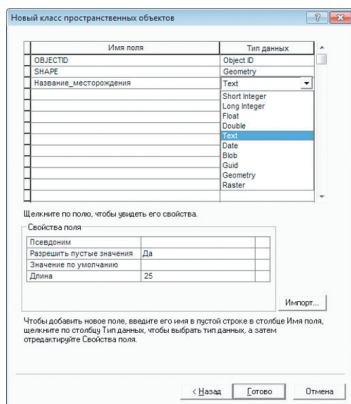 Новый класс пространственных объектов
Имя поля Тип данных
OBJECTID Object ID
SHAPE Geometry
Название_месторождения Text
Short Integer
Long Integer
Float
Double
Text
Date
Blob
Guid
Geometry
Raster
Щелкните по полю, чтобы увидеть его свойства.
Свойства поля
Псевдоним
Разрешить пустые значения Да
Значение по умолчанию
Длина 25
Импорт...
Чтобы добавить новое поле, введите его имя в пустой строке в столбце Имя поля,
щелкните по столбцу Тип данных, чтобы выбрать тип данных, а затем
отредактируйте Свойства поля.
< Назад Готово Отмена